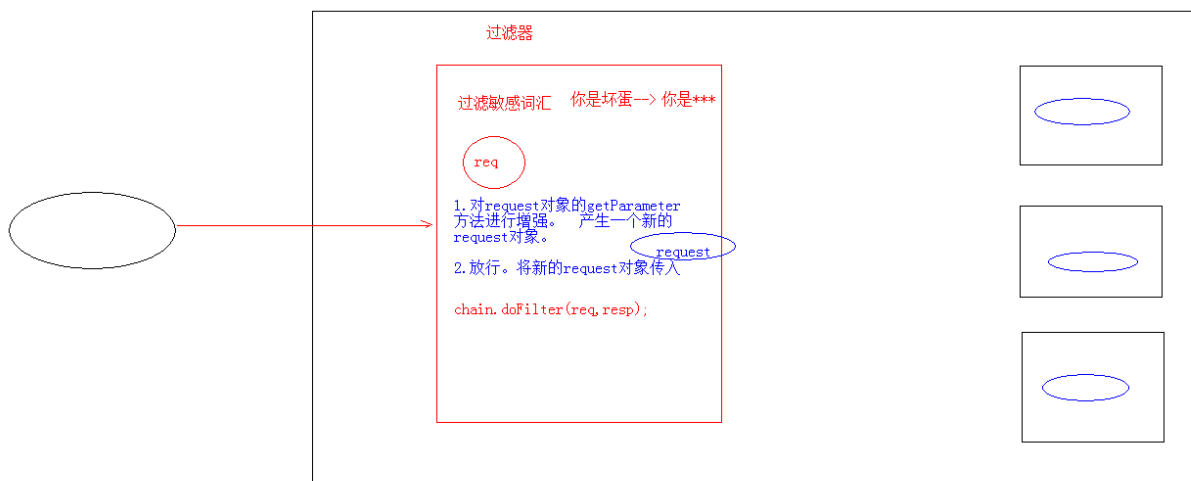 过滤器
过滤敏感词汇 你是坏蛋--> 你是***
req
1.对request对象的getParameter
方法进行增强。 产生一个新的
request对象。
request
2.放行。将新的request对象传入
chain.doFilter(req,resp);